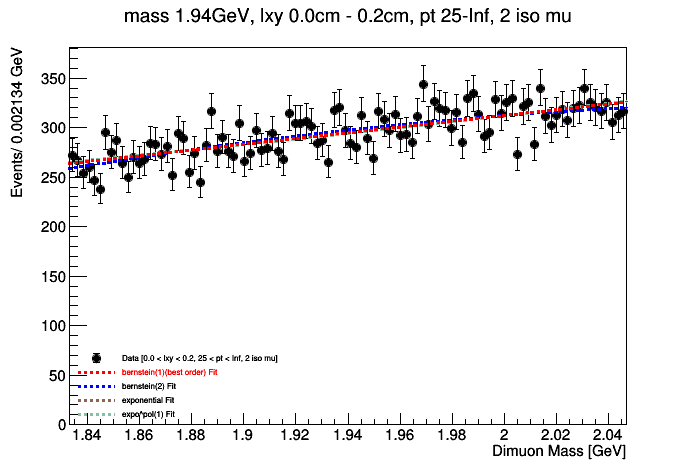 mass 1.94GeV, lxy 0.0cm - 0.2cm, pt 25-Inf, 2 iso mu
Events/ 0.002134 GeV
350
300
250
200
150
100
50
0
Data [0.0 < lxy < 0.2, 25 < pt < Inf, 2 iso mu]
bernstein(1)(best order) Fit
bernstein(2) Fit
exponential Fit
expo*pol(1) Fit
1.84 1.86 1.88 1.9 1.92 1.94 1.96 1.98 2 2.02 2.04
Dimuon Mass [GeV]